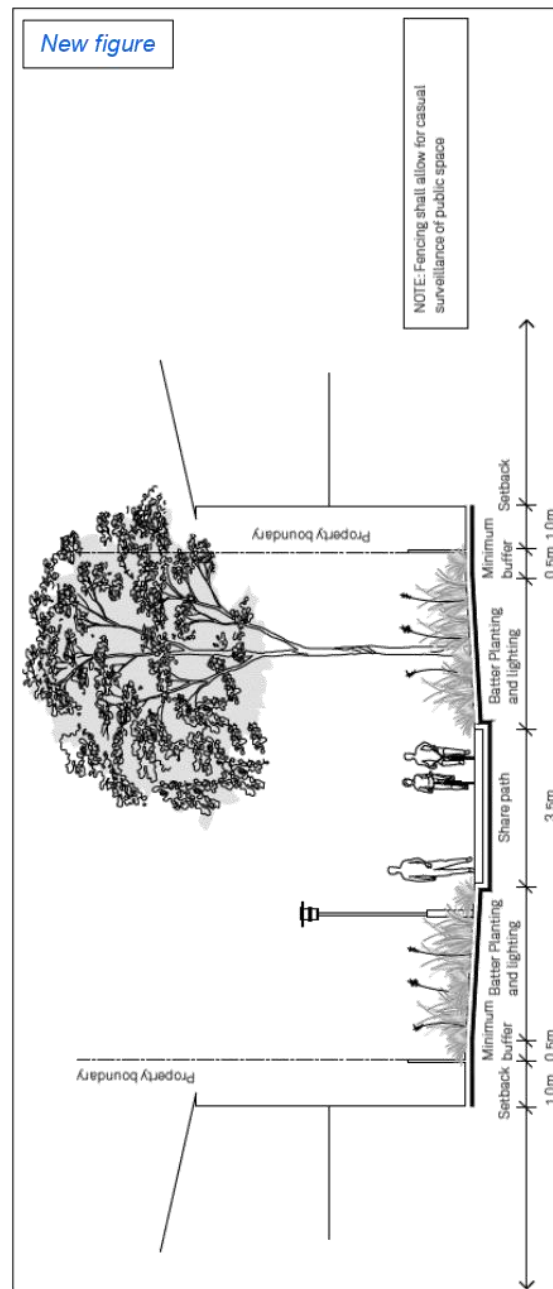 New figure
NOTE: Fencing shall allow for casual
surveillance of public space
Property boundary
Property boundary
Setback
Minimum
buffer
Batter Planting
and lighting
Share path
Batter Planting
and lighting
Minimum
buffer
Setback
1.0m
0.5m
3.5m
0.5m
1.0m